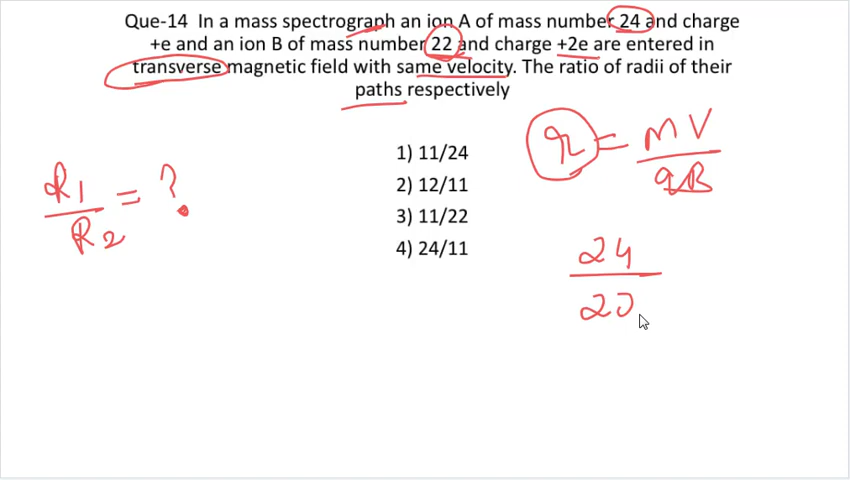 Que-14 In a mass spectrograph an ion A of mass number 24 and charge
+e and an ion B of mass number 22 and charge +2e are entered in
transverse magnetic field with same velocity. The ratio of radii of their
paths respectively
r = mV
qB
1) 11/24
2) 12/11
3) 11/22
4) 24/11
R1
R2
= ?
24